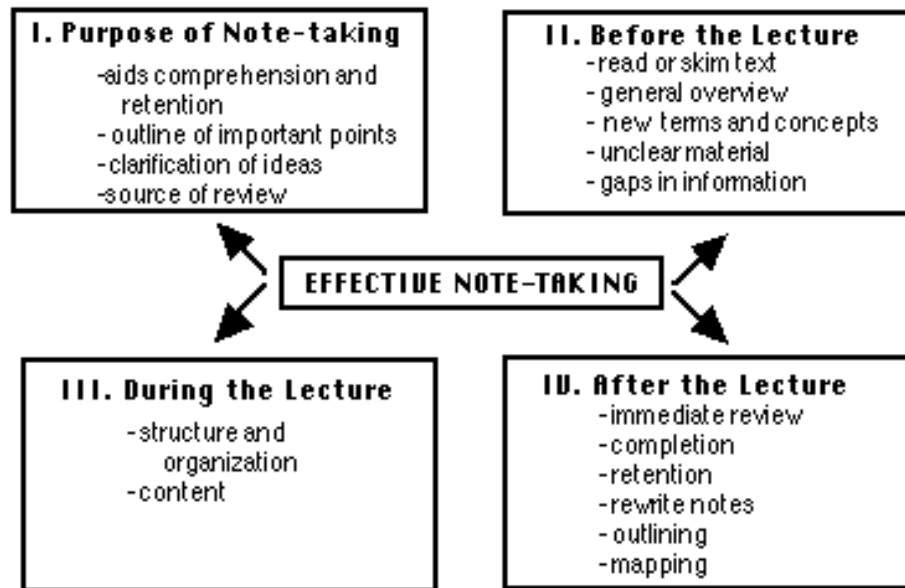 I. Purpose of Note-taking
-aids comprehension and
retention
- outline of important points
-clarification of ideas
-source of review
II. Before the Lecture
-read or skim text
- general overview
- new terms and concepts
-unclear material
- gaps in information
EFFECTIVE NOTE-TAKING
III. During the Lecture
-structure and
organization
-content
IV. After the Lecture
-immediate review
-completion
-retention
-rewrite notes
- outlining
- mapping